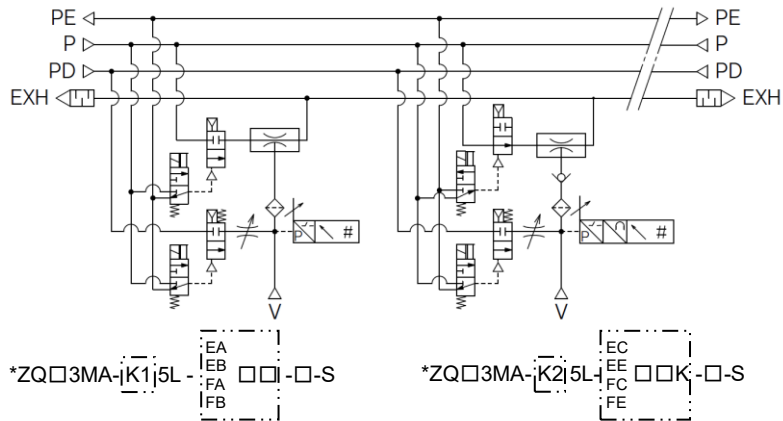 PE PE
P P
PD PD
EXH EXH
P # P #
V V
*ZQ□3MA-K1 5L - EA EB FA FB □□ -□-S
*ZQ□3MA-K2 5L- EC EE FC FE □□K -□-S